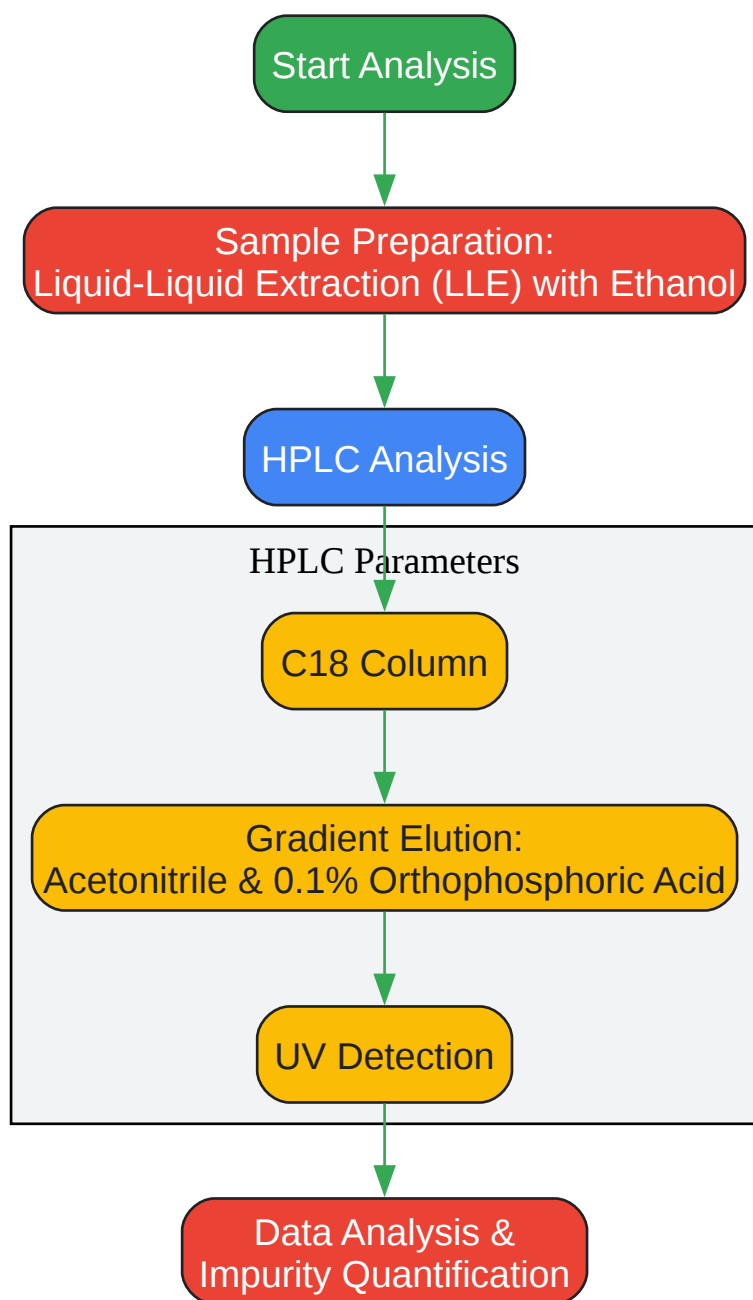 Start Analysis
Sample Preparation:
Liquid-Liquid Extraction (LLE) with Ethanol
HPLC Analysis
HPLC Parameters
C18 Column
Gradient Elution:
Acetonitrile & 0.1% Orthophosphoric Acid
UV Detection
Data Analysis &
Impurity Quantification